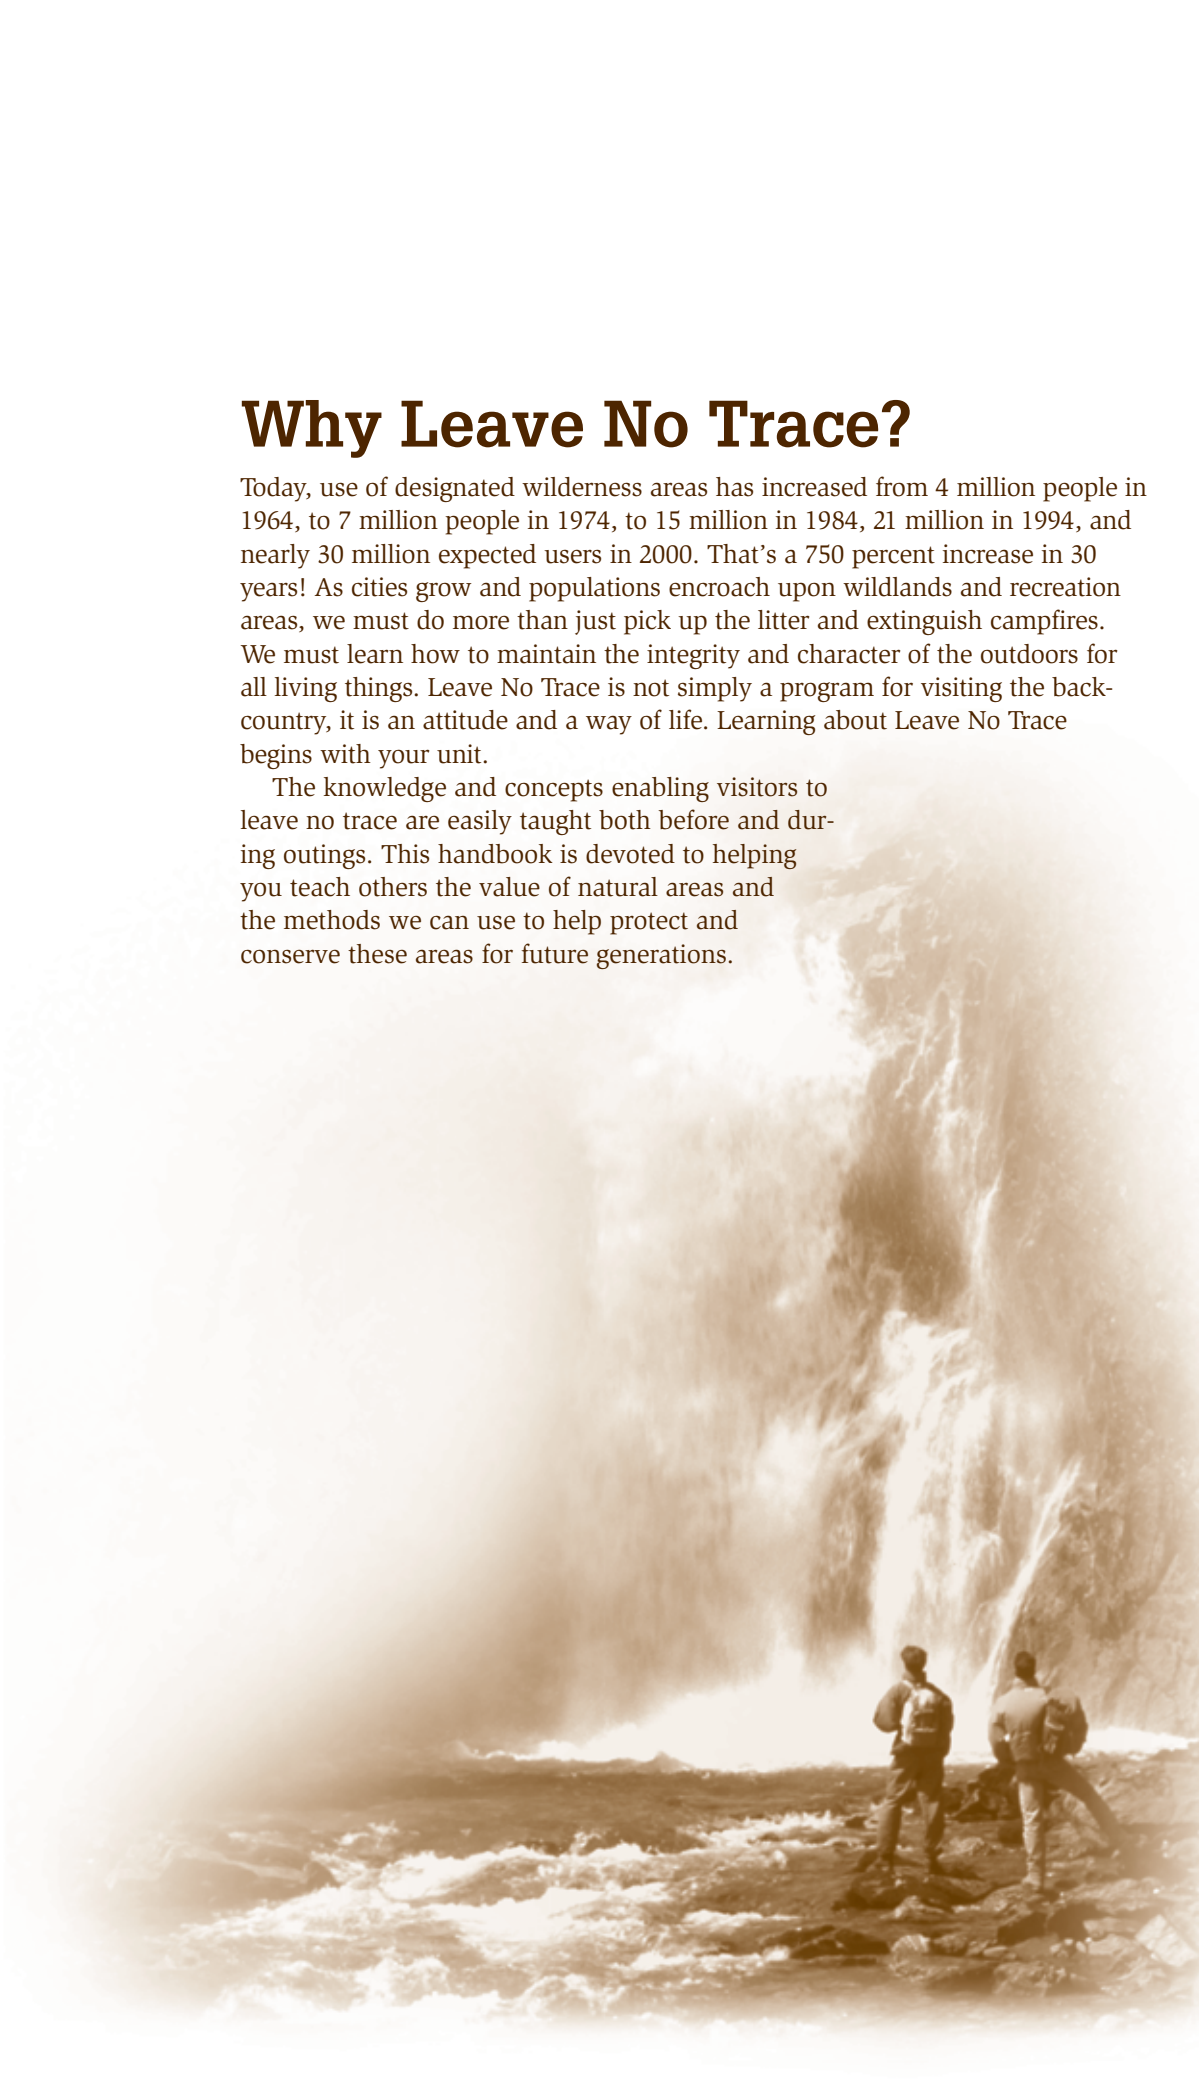 Why Leave No Trace?
Today, use of designated wilderness areas has increased from 4 million people in
1964, to 7 million people in 1974, to 15 million in 1984, 21 million in 1994, and
nearly 30 million expected users in 2000. That’s a 750 percent increase in 30
years! As cities grow and populations encroach upon wildlands and recreation
areas, we must do more than just pick up the litter and extinguish campfires.
We must learn how to maintain the integrity and character of the outdoors for
all living things. Leave No Trace is not simply a program for visiting the back-
country, it is an attitude and a way of life. Learning about Leave No Trace
begins with your unit.
The knowledge and concepts enabling visitors to
leave no trace are easily taught both before and dur-
ing outings. This handbook is devoted to helping
you teach others the value of natural areas and
the methods we can use to help protect and
conserve these areas for future generations.